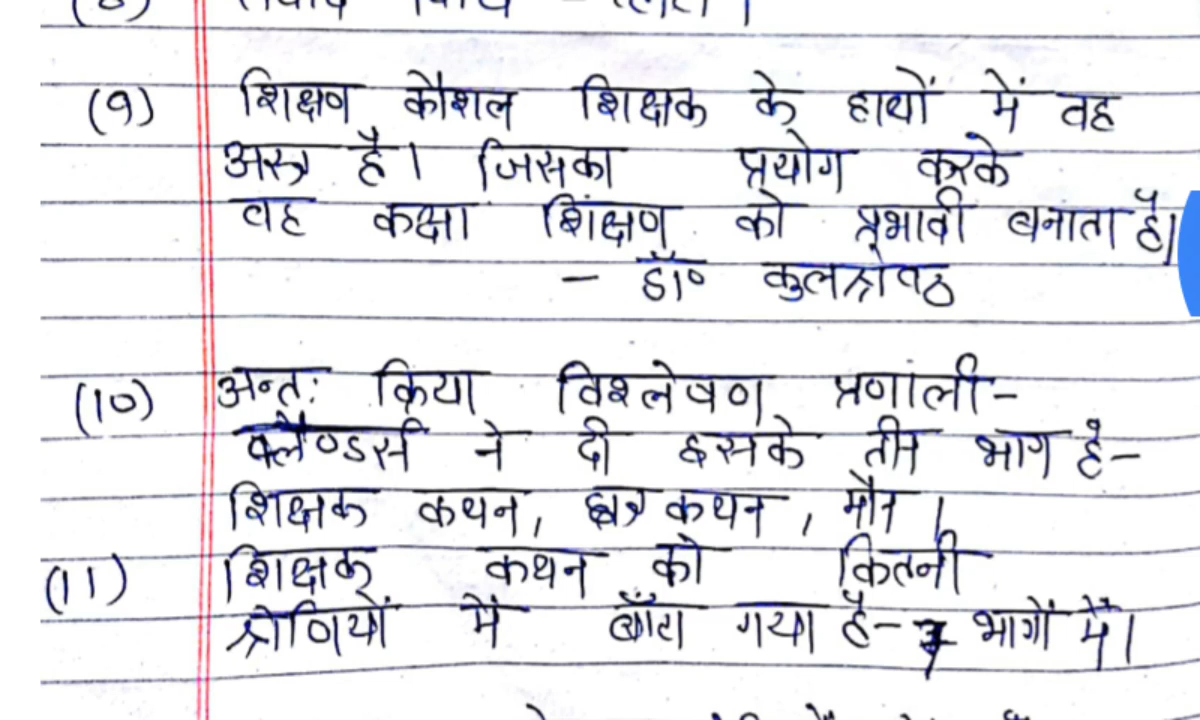 (9) शिक्षण कौशल शिक्षक के हाथों में वह
अस्त्र है। जिसका प्रयोग करके
वह कक्षा शिक्षण को प्रभावी बनाता है।
- डॉ० कुलश्रेष्ठ
(10) अन्तः क्रिया विश्लेषण प्रणाली-
फ्लैण्डर्स ने दी इसके तीन भाग है-
शिक्षक कथन, छात्र कथन, मौन।
(11) शिक्षक कथन को कितनी
श्रेणियों में बाँटा गया है- 7 भागों में।